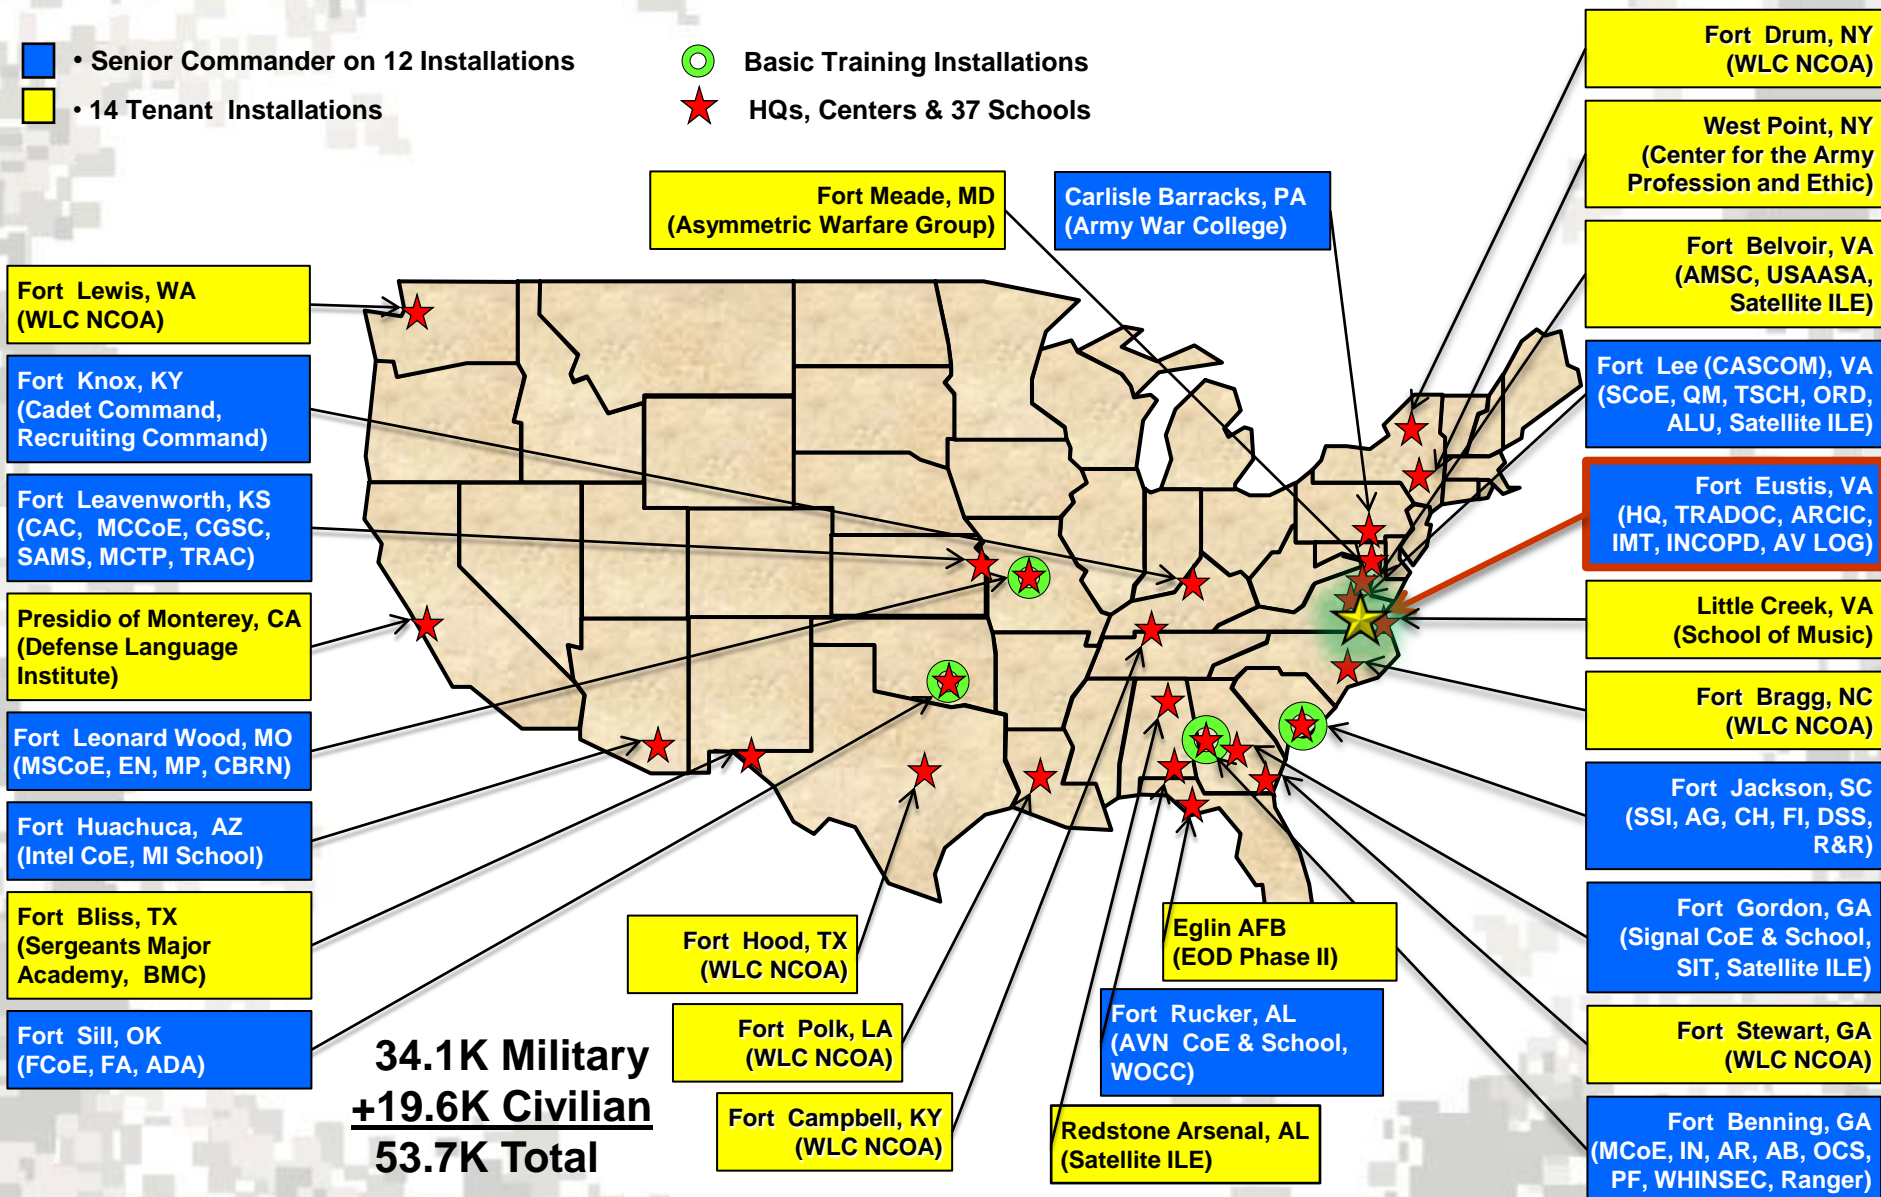 • Senior Commander on 12 Installations
• 14 Tenant Installations
Basic Training Installations
HQs, Centers & 37 Schools
Fort Drum, NY
(WLC NCOA)
West Point, NY
(Center for the Army
Profession and Ethic)
Fort Meade, MD
(Asymmetric Warfare Group)
Carlisle Barracks, PA
(Army War College)
Fort Belvoir, VA
(AMSC, USAASA,
Satellite ILE)
Fort Lewis, WA
(WLC NCOA)
Fort Knox, KY
(Cadet Command,
Recruiting Command)
Fort Leavenworth, KS
(CAC, MCCoE, CGSC,
SAMS, MCTP, TRAC)
Presidio of Monterey, CA
(Defense Language
Institute)
Fort Leonard Wood, MO
(MSCoE, EN, MP, CBRN)
Fort Huachuca, AZ
(Intel CoE, MI School)
Fort Bliss, TX
(Sergeants Major
Academy, BMC)
Fort Sill, OK
(FCoE, FA, ADA)
Fort Lee (CASCOM), VA
(SCoE, QM, TSCH, ORD,
ALU, Satellite ILE)
Fort Eustis, VA
(HQ, TRADOC, ARCIC,
IMT, INCOPD, AV LOG)
Little Creek, VA
(School of Music)
Fort Bragg, NC
(WLC NCOA)
Fort Jackson, SC
(SSI, AG, CH, FI, DSS,
R&R)
Fort Gordon, GA
(Signal CoE & School,
SIT, Satellite ILE)
Fort Stewart, GA
(WLC NCOA)
Fort Benning, GA
(MCoE, IN, AR, AB, OCS,
PF, WHINSEC, Ranger)
Fort Hood, TX
(WLC NCOA)
Fort Polk, LA
(WLC NCOA)
Fort Campbell, KY
(WLC NCOA)
Eglin AFB
(EOD Phase II)
Fort Rucker, AL
(AVN CoE & School,
WOCC)
Redstone Arsenal, AL
(Satellite ILE)
34.1K Military
+19.6K Civilian
53.7K Total